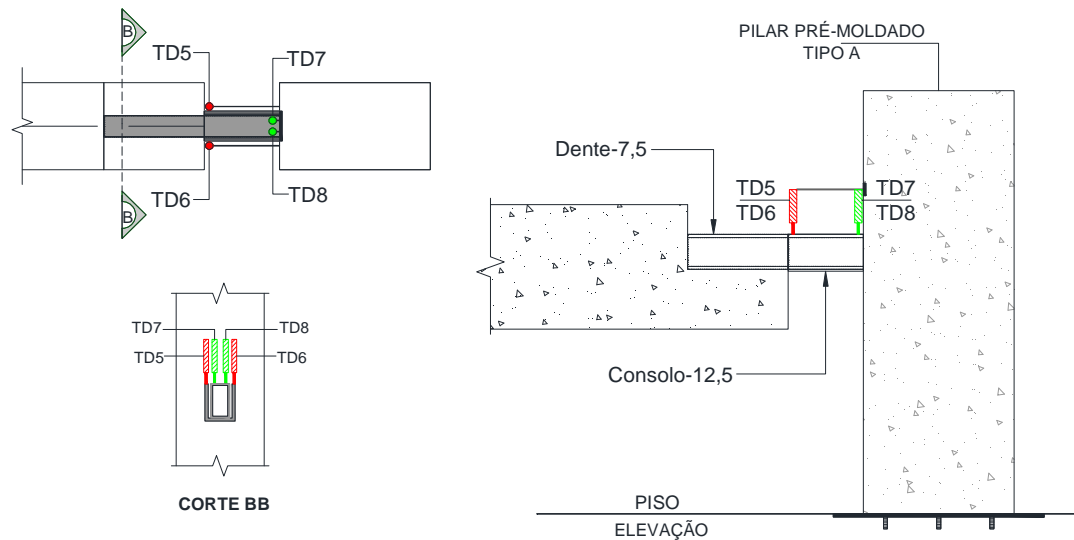 B
TD5
TD7
TD6
TD8
B
TD7
TD8
TD5
TD6
CORTE BB
PILAR PRÉ-MOLDADO
TIPO A
Dente-7,5
TD5
TD7
TD6
TD8
Consolo-12,5
PISO
ELEVAÇÃO